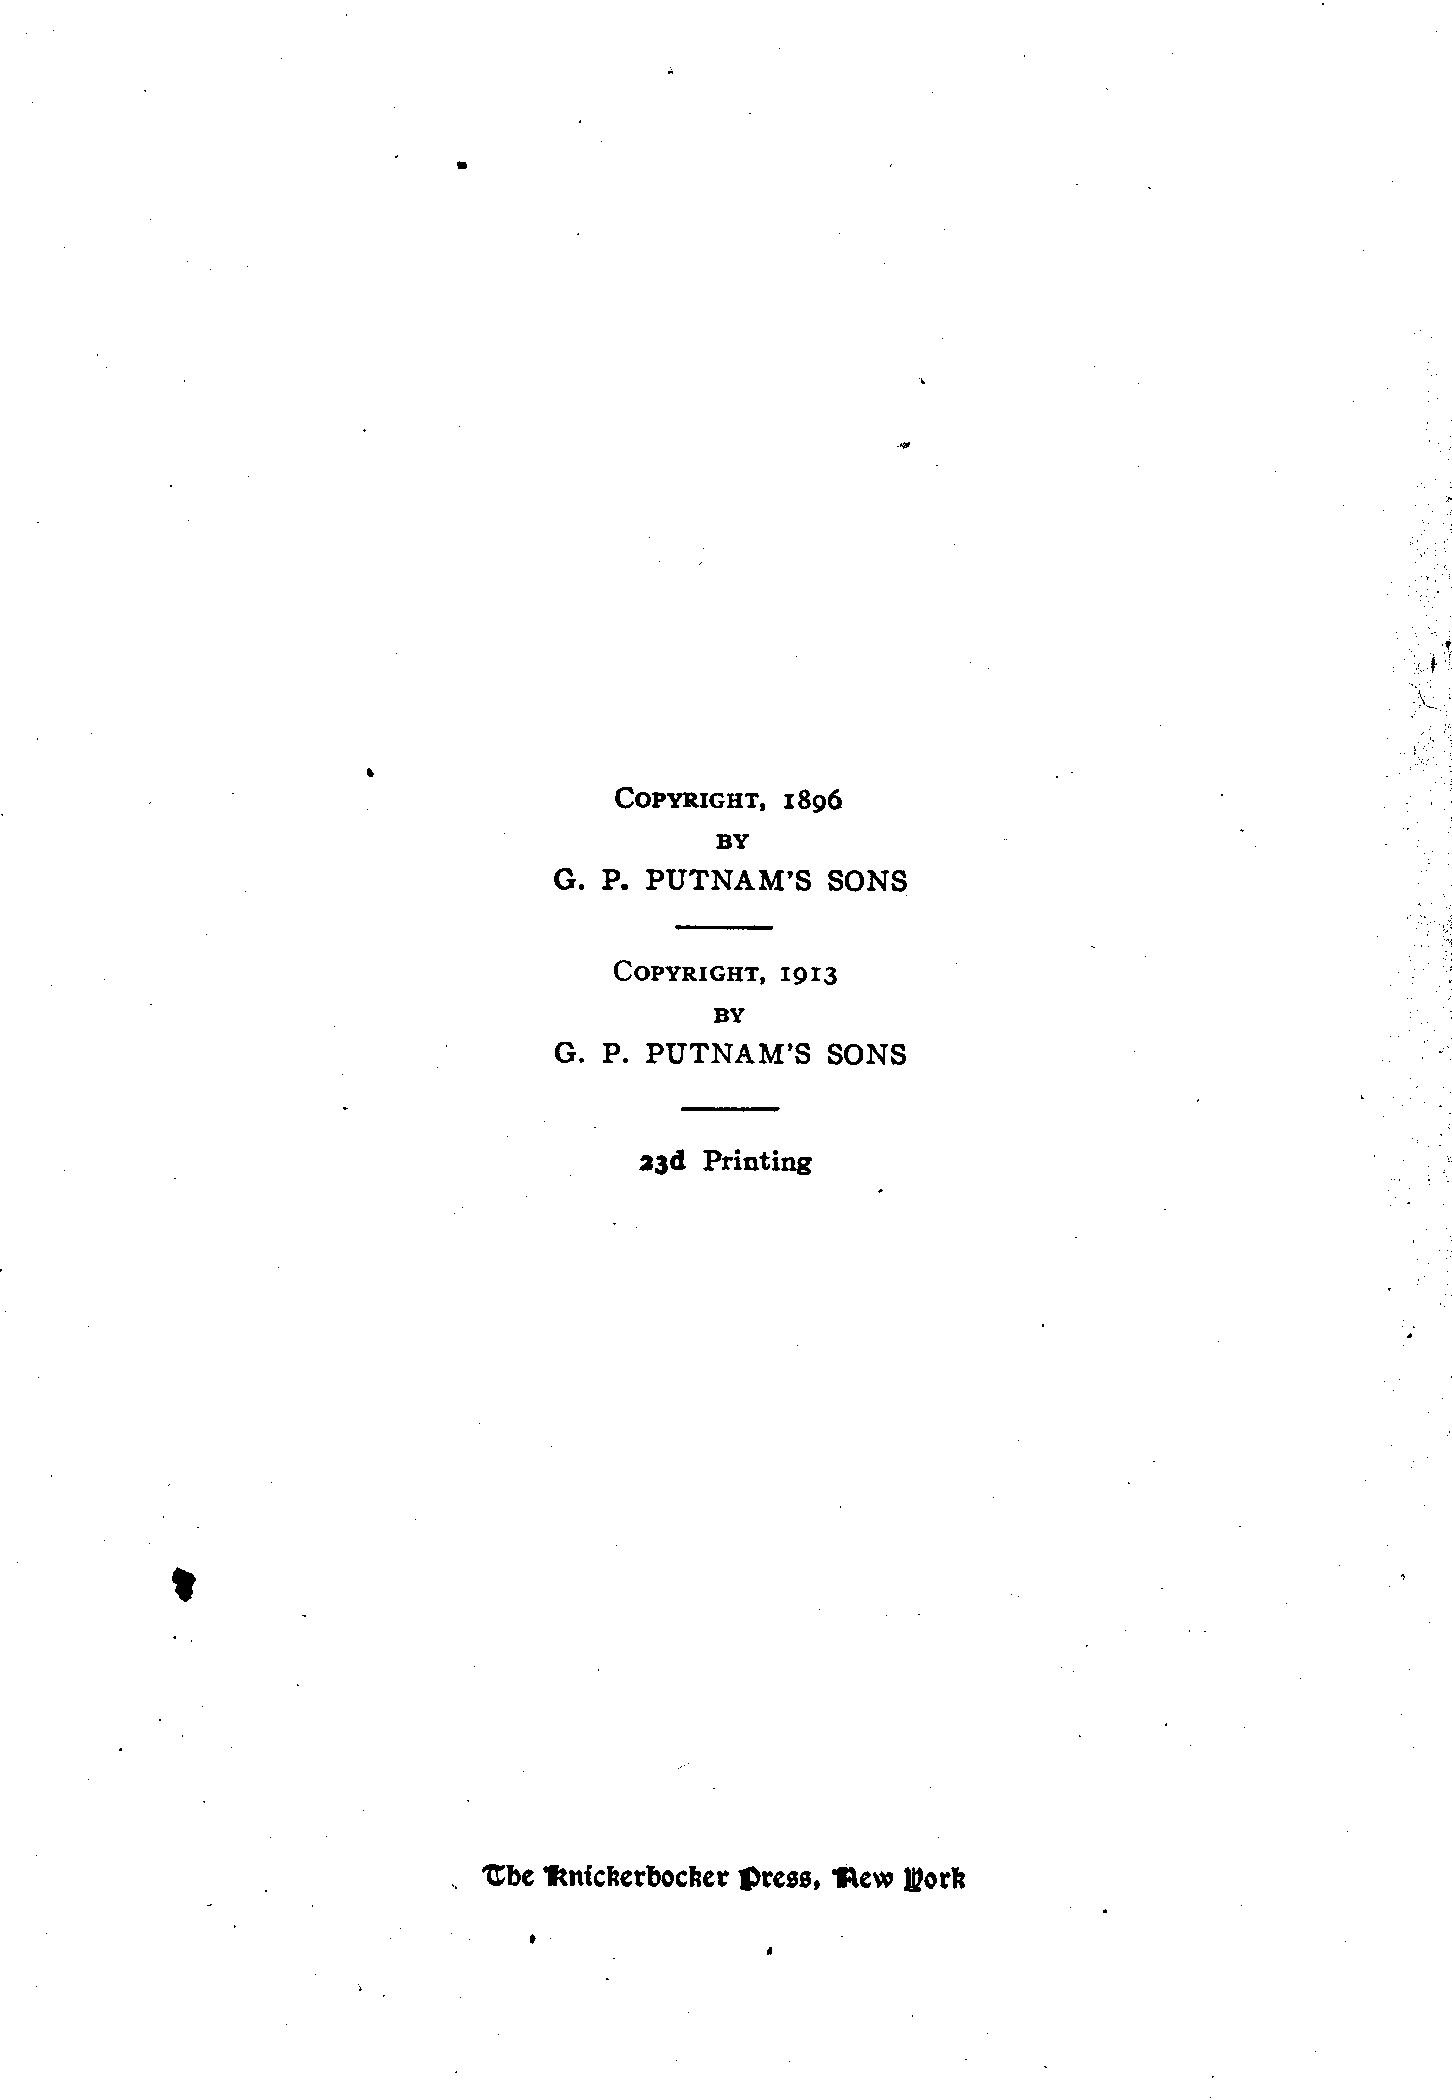 COPYRIGHT, 1896
BY
G. P. PUTNAM'S SONS
COPYRIGHT, 1913
BY
G. P. PUTNAM'S SONS
23d Printing
The Knickerbocker Press, New York